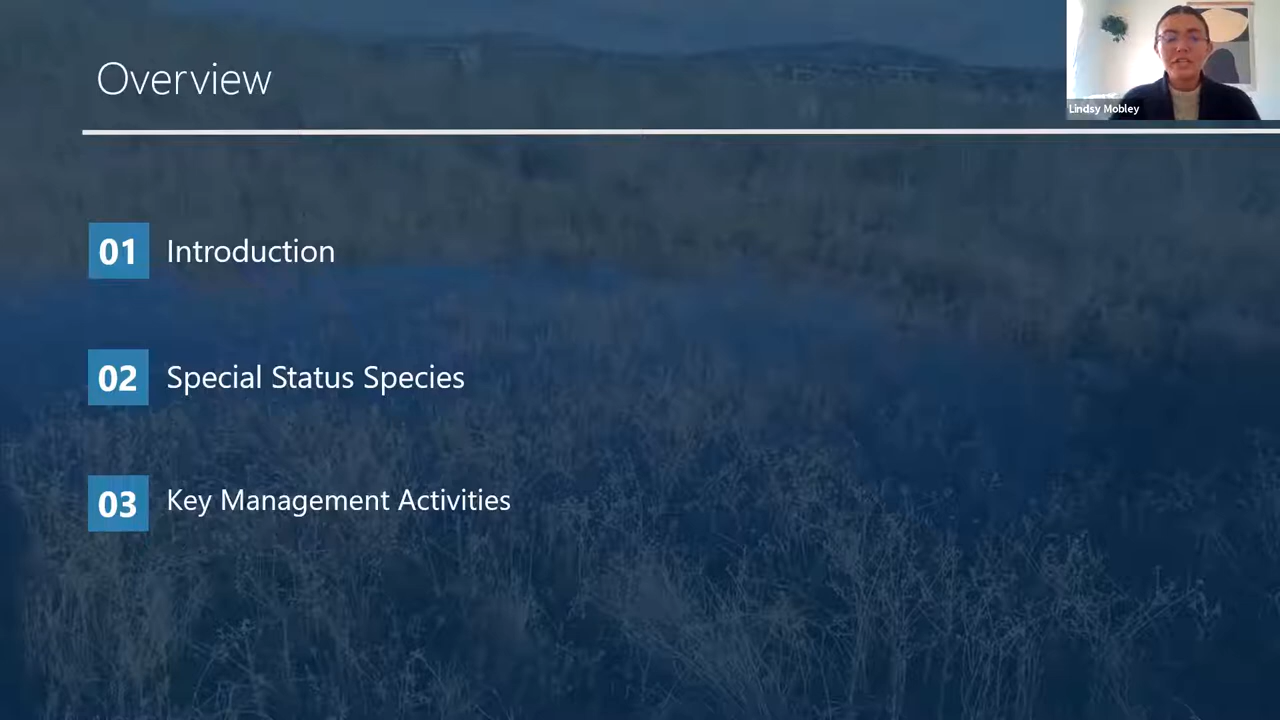 Overview
Lindsy Mobley
01 Introduction
02 Special Status Species
03 Key Management Activities